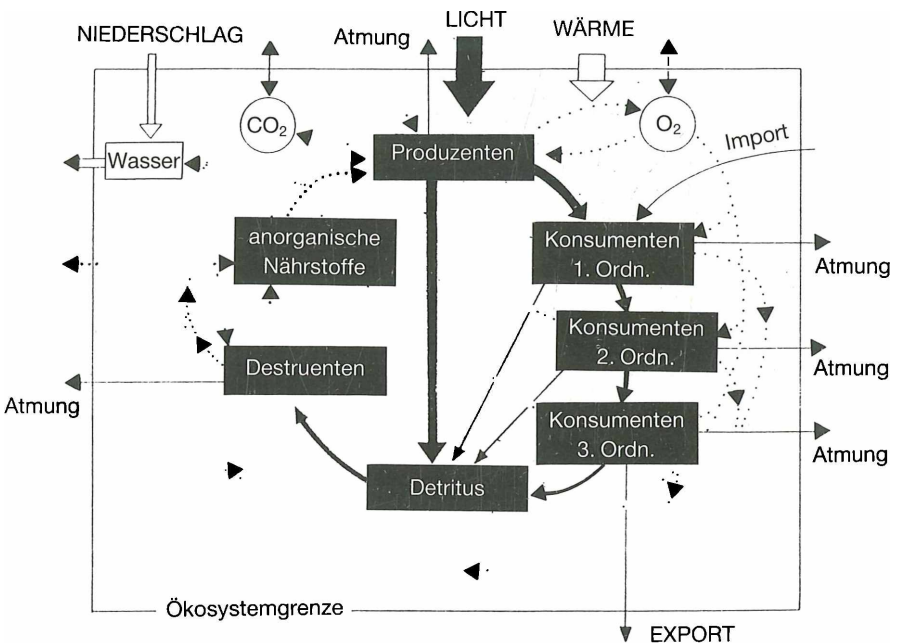 LICHT
NIEDERSCHLAG
Atmung
WÄRME
CO2
O2
Import
Wasser
Produzenten
anorganische
Nährstoffe
Konsumenten
1. Ordn.
Atmung
Konsumenten
2. Ordn.
Atmung
Destruenten
Atmung
Konsumenten
3. Ordn.
Atmung
Detritus
Ökosystemgrenze
EXPORT